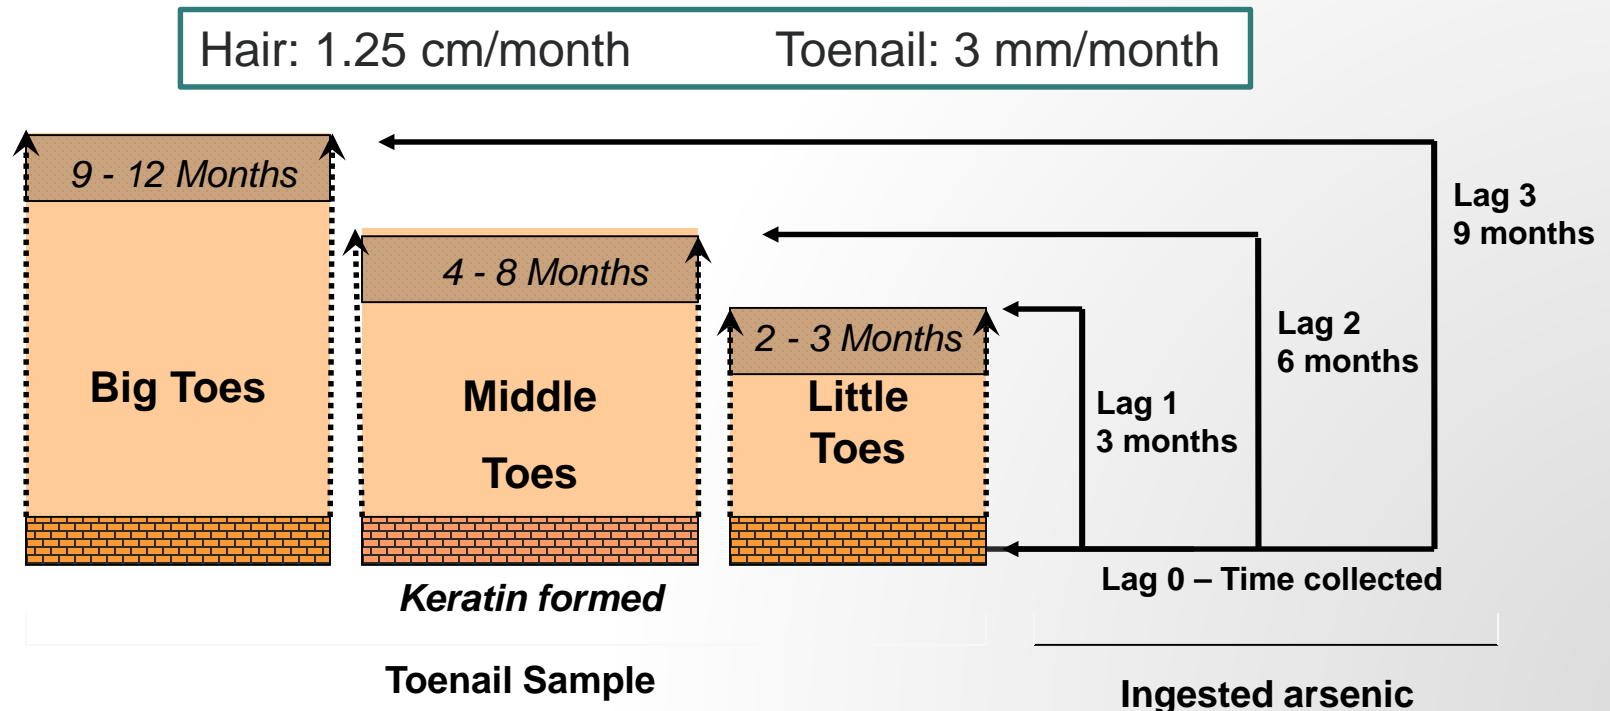 Hair: 1.25 cm/month Toenail: 3 mm/month
9 - 12 Months
Big Toes
4 - 8 Months
Middle
Toes
2 - 3 Months
Little
Toes
Lag 1
3 months
Lag 2
6 months
Lag 3
9 months
Keratin formed
Lag 0 – Time collected
Toenail Sample
Ingested arsenic